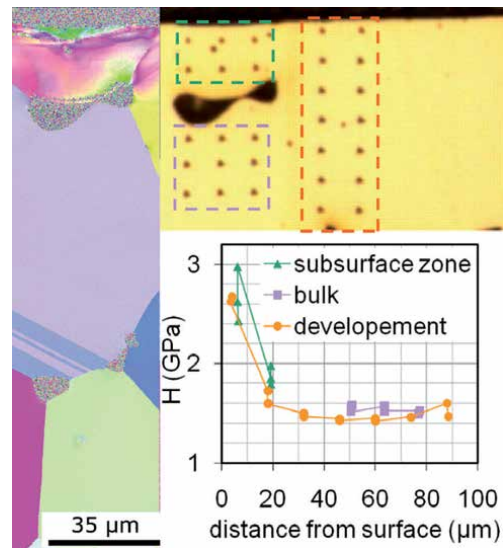 3
2
1
H (GPa)
subsurface zone
bulk
developement
0 20 40 60 80 100
distance from surface (µm)
35 µm